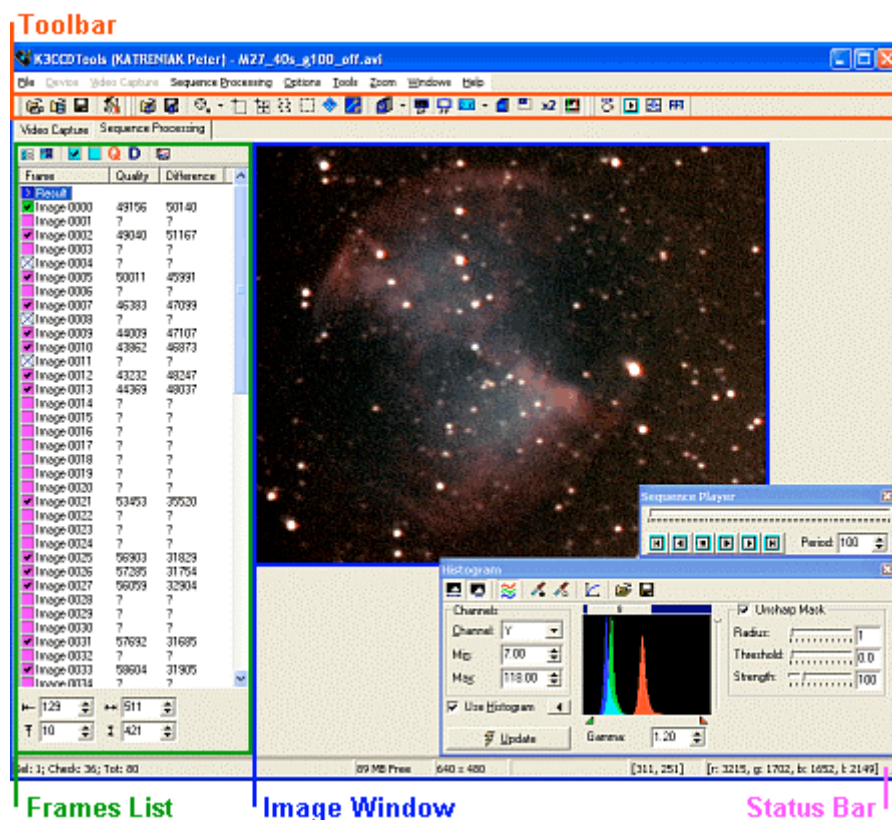 Toolbar
K3CCDTools (KATRENIAK Peter) - M27_40s_g100_off.avi
File Device Video Capture Sequence Processing Options Tools Zoom Windows Help
x2 FFT
Video Capture Sequence Processing
Q D
Frame Quality Difference
Result
Image 0000 49156 50140
Image 0001 ? ?
Image 0002 49040 51167
Image 0003 ? ?
Image 0004 ? ?
Image 0005 50011 45991
Image 0006 ? ?
Image 0007 46383 47099
Image 0008 ? ?
Image 0009 44009 47107
Image 0010 43862 46873
Image 0011 ? ?
Image 0012 43232 48247
Image 0013 44369 48037
Image 0014 ? ?
Image 0015 ? ?
Image 0016 ? ?
Image 0017 ? ?
Image 0018 ? ?
Image 0019 ? ?
Image 0020 ? ?
Image 0021 53453 35520
Image 0022 ? ?
Image 0023 ? ?
Image 0024 ? ?
Image 0025 56903 31829
Image 0026 57285 31754
Image 0027 56059 32904
Image 0028 ? ?
Image 0029 ? ?
Image 0030 ? ?
Image 0031 57692 31685
Image 0032 ? ?
Image 0033 58604 31905
Image 0034 ? ?
129 511
10 421
Sequence Player
Period: 100
Histogram
Channels
Channel: Y
Min: 7.00
Max: 118.00
Use Histogram
Update
Gamma: 1.20
Unsharp Mask
Radius: 1
Threshold: 0.0
Strength: 100
Sel: 1; Check: 36; Tot: 80 89 MB Free 640 x 480 [311, 251] [r: 3215, g: 1702, b: 1652, l: 2149]
Frames List Image Window Status Bar